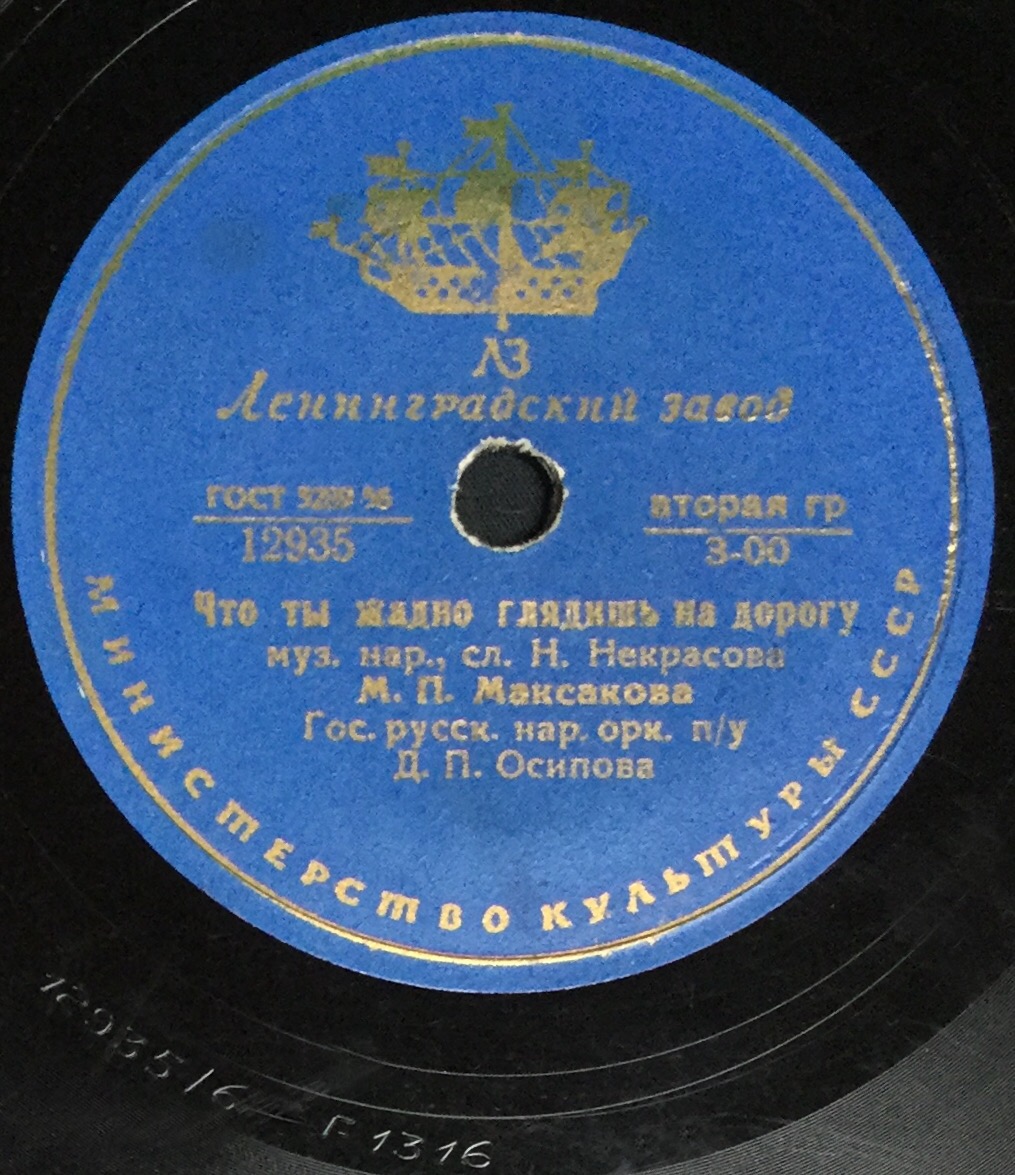 ЛЗ
Ленинградский завод
ГОСТ 5289-56
12935
вторая гр
3-00
Что ты жадно глядишь на дорогу
муз. нар., сл. Н. Некрасова
М. П. Максакова
Гос. русск. нар. орк. п/у
Д. П. Осипова
МИНИСТЕРСТВО КУЛЬТУРЫ СССР
12935/6 Г 1316